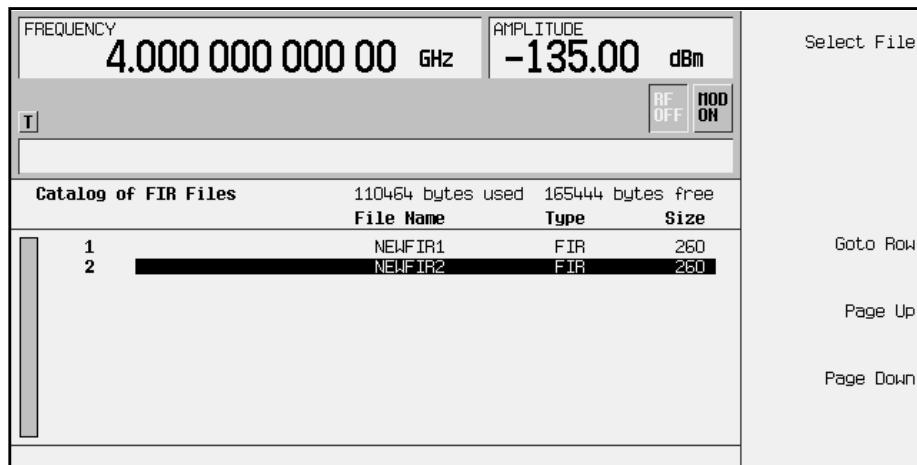 FREQUENCY
4.000 000 000 00 GHz
AMPLITUDE
-135.00 dBm
RF OFF
MOD ON
T
Catalog of FIR Files 110464 bytes used 165444 bytes free
File Name Type Size
1 NEWFIR1 FIR 260
2 NEWFIR2 FIR 260
Select File
Goto Row
Page Up
Page Down